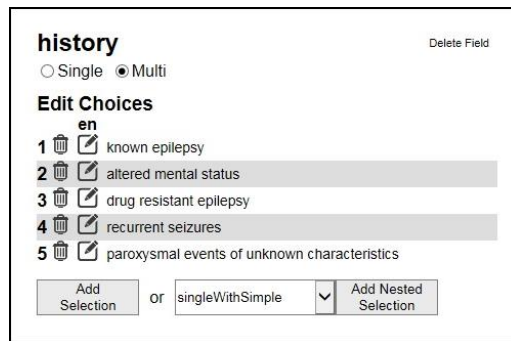 history Delete Field
Single Multi
Edit Choices
en
1 known epilepsy
2 altered mental status
3 drug resistant epilepsy
4 recurrent seizures
5 paroxysmal events of unknown characteristics
Add Selection or singleWithSimple Add Nested Selection